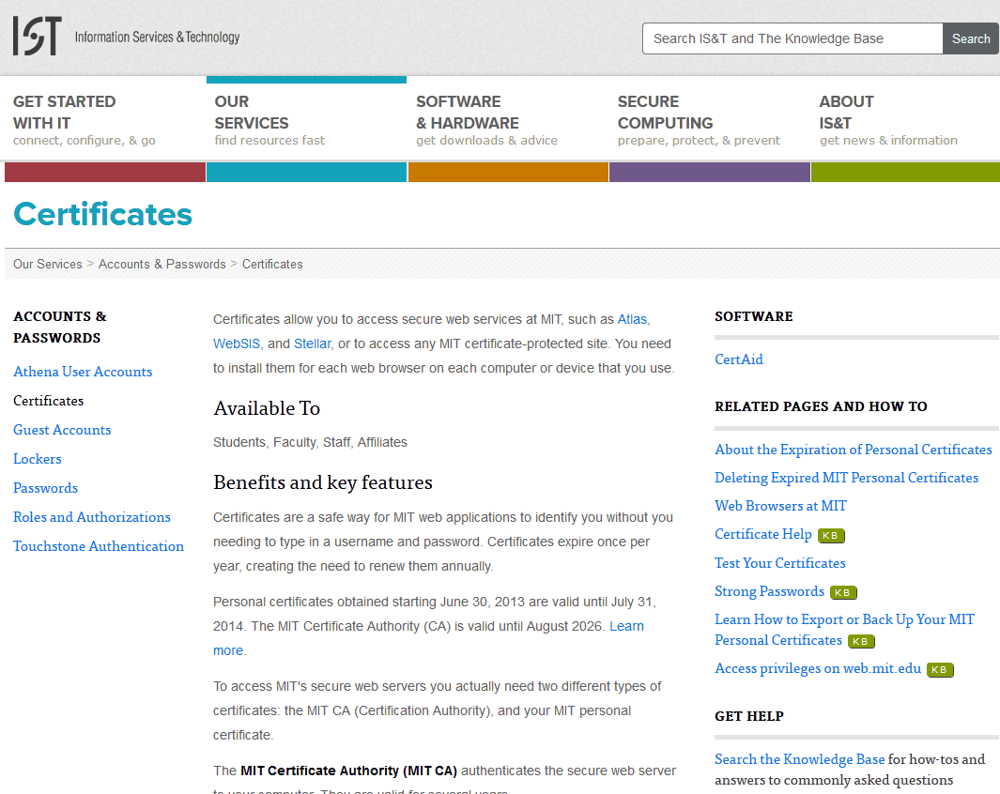 IST Information Services & Technology
Search IS&T and The Knowledge Base Search
GET STARTED
WITH IT
connect, configure, & go
OUR
SERVICES
find resources fast
SOFTWARE
& HARDWARE
get downloads & advice
SECURE
COMPUTING
prepare, protect, & prevent
ABOUT
IS&T
get news & information
Certificates
Our Services > Accounts & Passwords > Certificates
ACCOUNTS &
PASSWORDS
Athena User Accounts
Certificates
Guest Accounts
Lockers
Passwords
Roles and Authorizations
Touchstone Authentication
Certificates allow you to access secure web services at MIT, such as Atlas,
WebSIS, and Stellar, or to access any MIT certificate-protected site. You need
to install them for each web browser on each computer or device that you use.
Available To
Students, Faculty, Staff, Affiliates
Benefits and key features
Certificates are a safe way for MIT web applications to identify you without you
needing to type in a username and password. Certificates expire once per
year, creating the need to renew them annually.
Personal certificates obtained starting June 30, 2013 are valid until July 31,
2014. The MIT Certificate Authority (CA) is valid until August 2026. Learn
more.
To access MIT's secure web servers you actually need two different types of
certificates: the MIT CA (Certification Authority), and your MIT personal
certificate.
The MIT Certificate Authority (MIT CA) authenticates the secure web server
to your computer. They are valid for several years.
SOFTWARE
CertAid
RELATED PAGES AND HOW TO
About the Expiration of Personal Certificates
Deleting Expired MIT Personal Certificates
Web Browsers at MIT
Certificate Help KB
Test Your Certificates
Strong Passwords KB
Learn How to Export or Back Up Your MIT
Personal Certificates KB
Access privileges on web.mit.edu KB
GET HELP
Search the Knowledge Base for how-tos and
answers to commonly asked questions